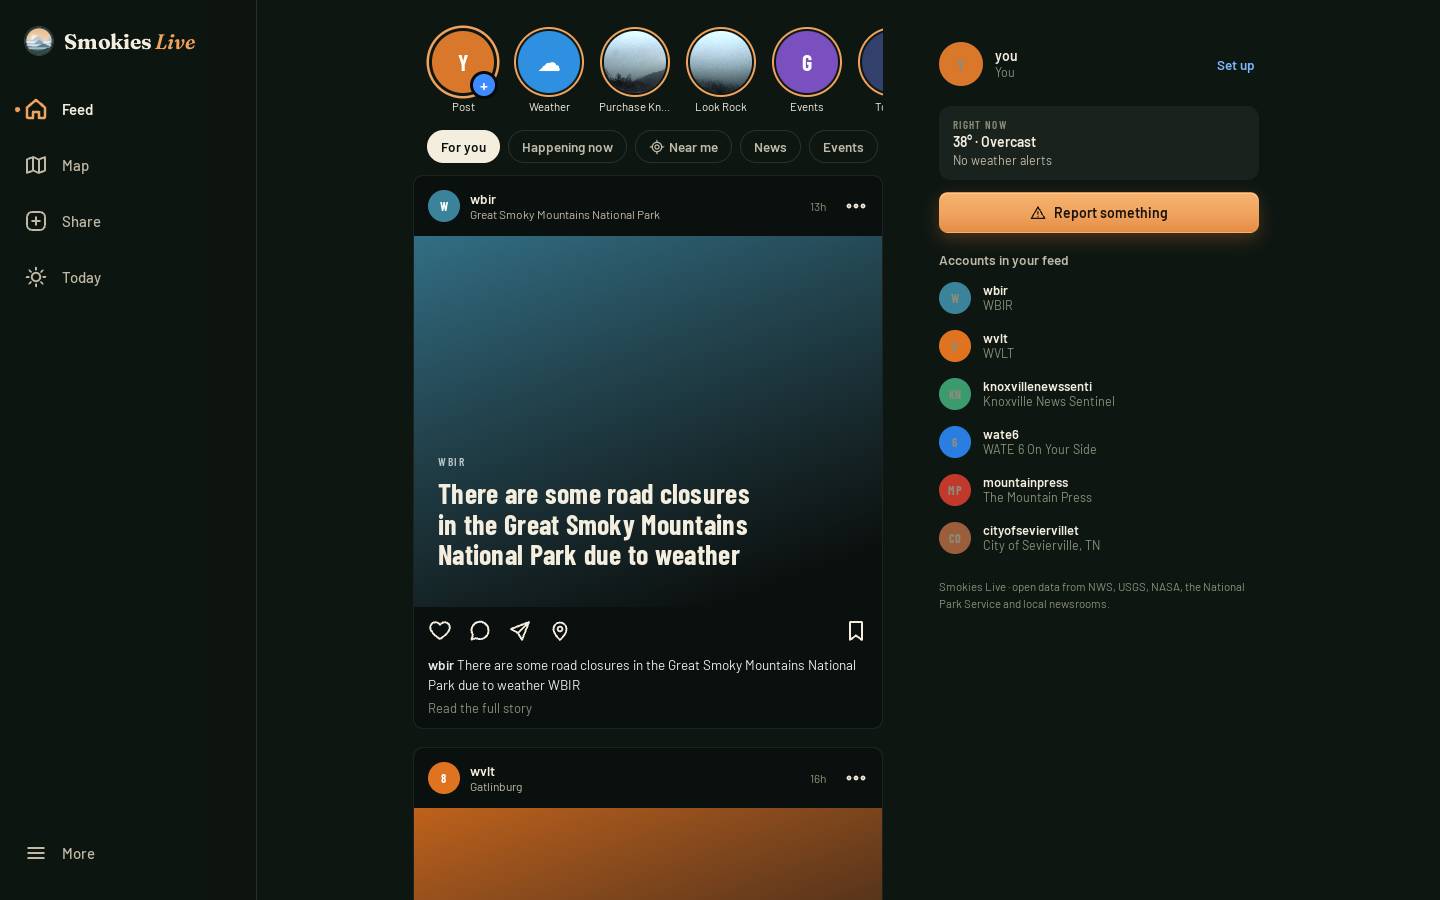 Smokies Live
Feed
Map
Share
Today
More
Y
+
Post
Weather
Purchase Kn...
Look Rock
G
Events
For you
Happening now
Near me
News
Events
W
wbir
Great Smoky Mountains National Park
13h
WBIR
There are some road closures
in the Great Smoky Mountains
National Park due to weather
wbir There are some road closures in the Great Smoky Mountains National
Park due to weather WBIR
Read the full story
8
wvlt
Gatlinburg
16h
Y
you
You
Set up
RIGHT NOW
38° · Overcast
No weather alerts
Report something
Accounts in your feed
W
wbir
WBIR
wvlt
WVLT
KN
knoxvillenewssenti
Knoxville News Sentinel
6
wate6
WATE 6 On Your Side
MP
mountainpress
The Mountain Press
CO
cityofseviervillet
City of Sevierville, TN
Smokies Live · open data from NWS, USGS, NASA, the National
Park Service and local newsrooms.